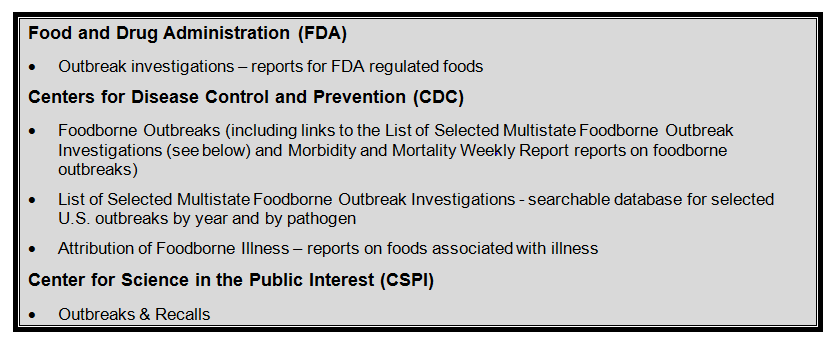 Food and Drug Administration (FDA)
• Outbreak investigations – reports for FDA regulated foods
Centers for Disease Control and Prevention (CDC)
• Foodborne Outbreaks (including links to the List of Selected Multistate Foodborne Outbreak
Investigations (see below) and Morbidity and Mortality Weekly Report reports on foodborne
outbreaks)
• List of Selected Multistate Foodborne Outbreak Investigations - searchable database for selected
U.S. outbreaks by year and by pathogen
• Attribution of Foodborne Illness – reports on foods associated with illness
Center for Science in the Public Interest (CSPI)
• Outbreaks & Recalls